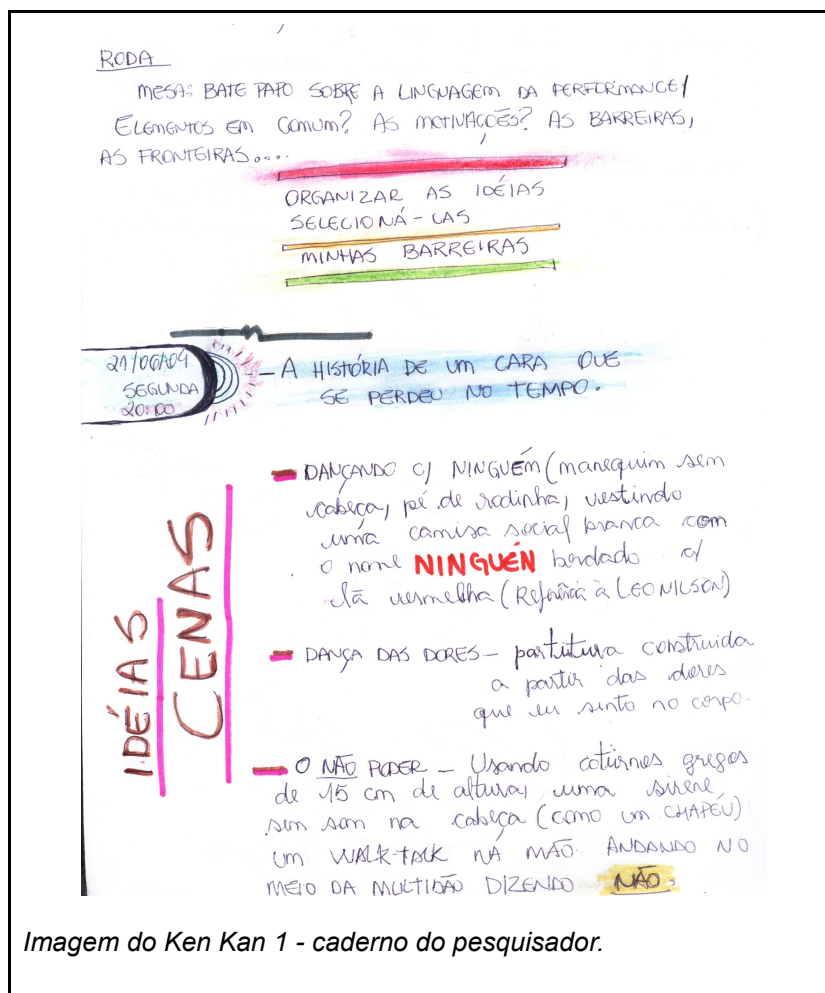 RODA
MESA: BATE PAPO SOBRE A LINGUAGEM DA PERFORMANCE/
ELEMENTOS EM COMUM? AS MOTIVAÇÕES? AS BARREIRAS,
AS FRONTEIRAS....
ORGANIZAR AS IDÉIAS
SELECIONÁ-LAS
MINHAS BARREIRAS
21/06/04
SEGUNDA
20:00
– A HISTÓRIA DE UM CARA QUE
SE PERDEU NO TEMPO.
IDÉIAS
CENAS
- DANÇANDO C/ NINGUÉM (manequim sem
cabeça, pé de rodinha, vestindo
uma camisa social branca com
o nome NINGUÉN bordado c/
lã vermelha (Referência à LEONILSON)
- DANÇA DAS DORES – partitura construida
a partir das dores
que eu sinto no corpo.
- O NÃO PODER – Usando coturnos gregos
de 15 cm de altura, uma sirene
sem som na cabeça (como um CHAPÉU)
um WALK-TALK NA MÃO. ANDANDO NO
MEIO DA MULTIDÃO DIZENDO NÃO.
Imagem do Ken Kan 1 - caderno do pesquisador.